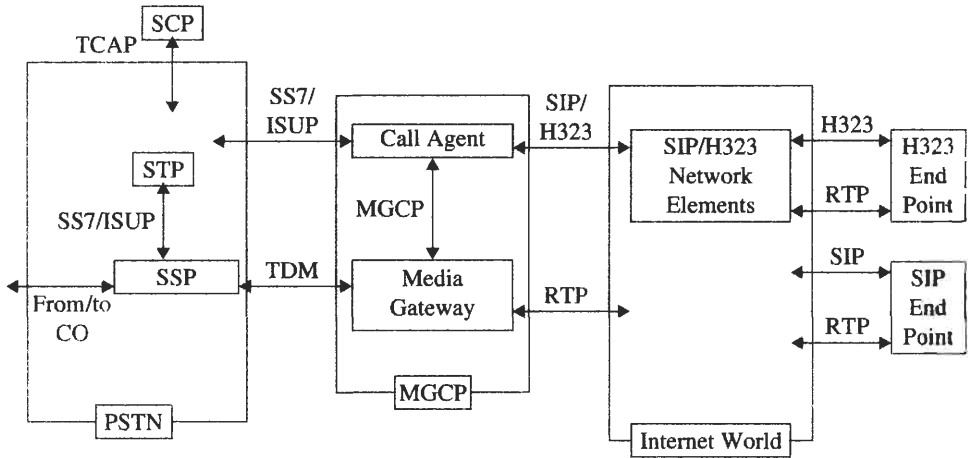 SCP
TCAP
STP
SS7/ISUP
SSP
From/to
CO
PSTN
SS7/
ISUP
TDM
Call Agent
MGCP
Media
Gateway
MGCP
SIP/
H323
RTP
SIP/H323
Network
Elements
Internet World
H323
RTP
H323
End
Point
SIP
RTP
SIP
End
Point